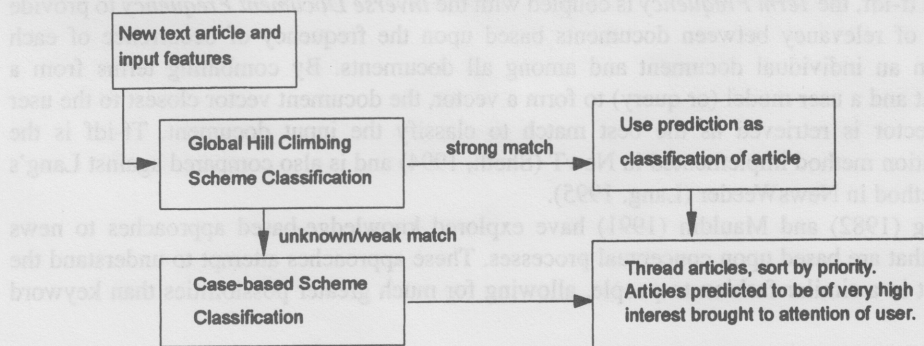 New text article and
input features
Global Hill Climbing
Scheme Classification
strong match
Use prediction as
classification of article
unknown/weak match
Case-based Scheme
Classification
Thread articles, sort by priority.
Articles predicted to be of very high
interest brought to attention of user.